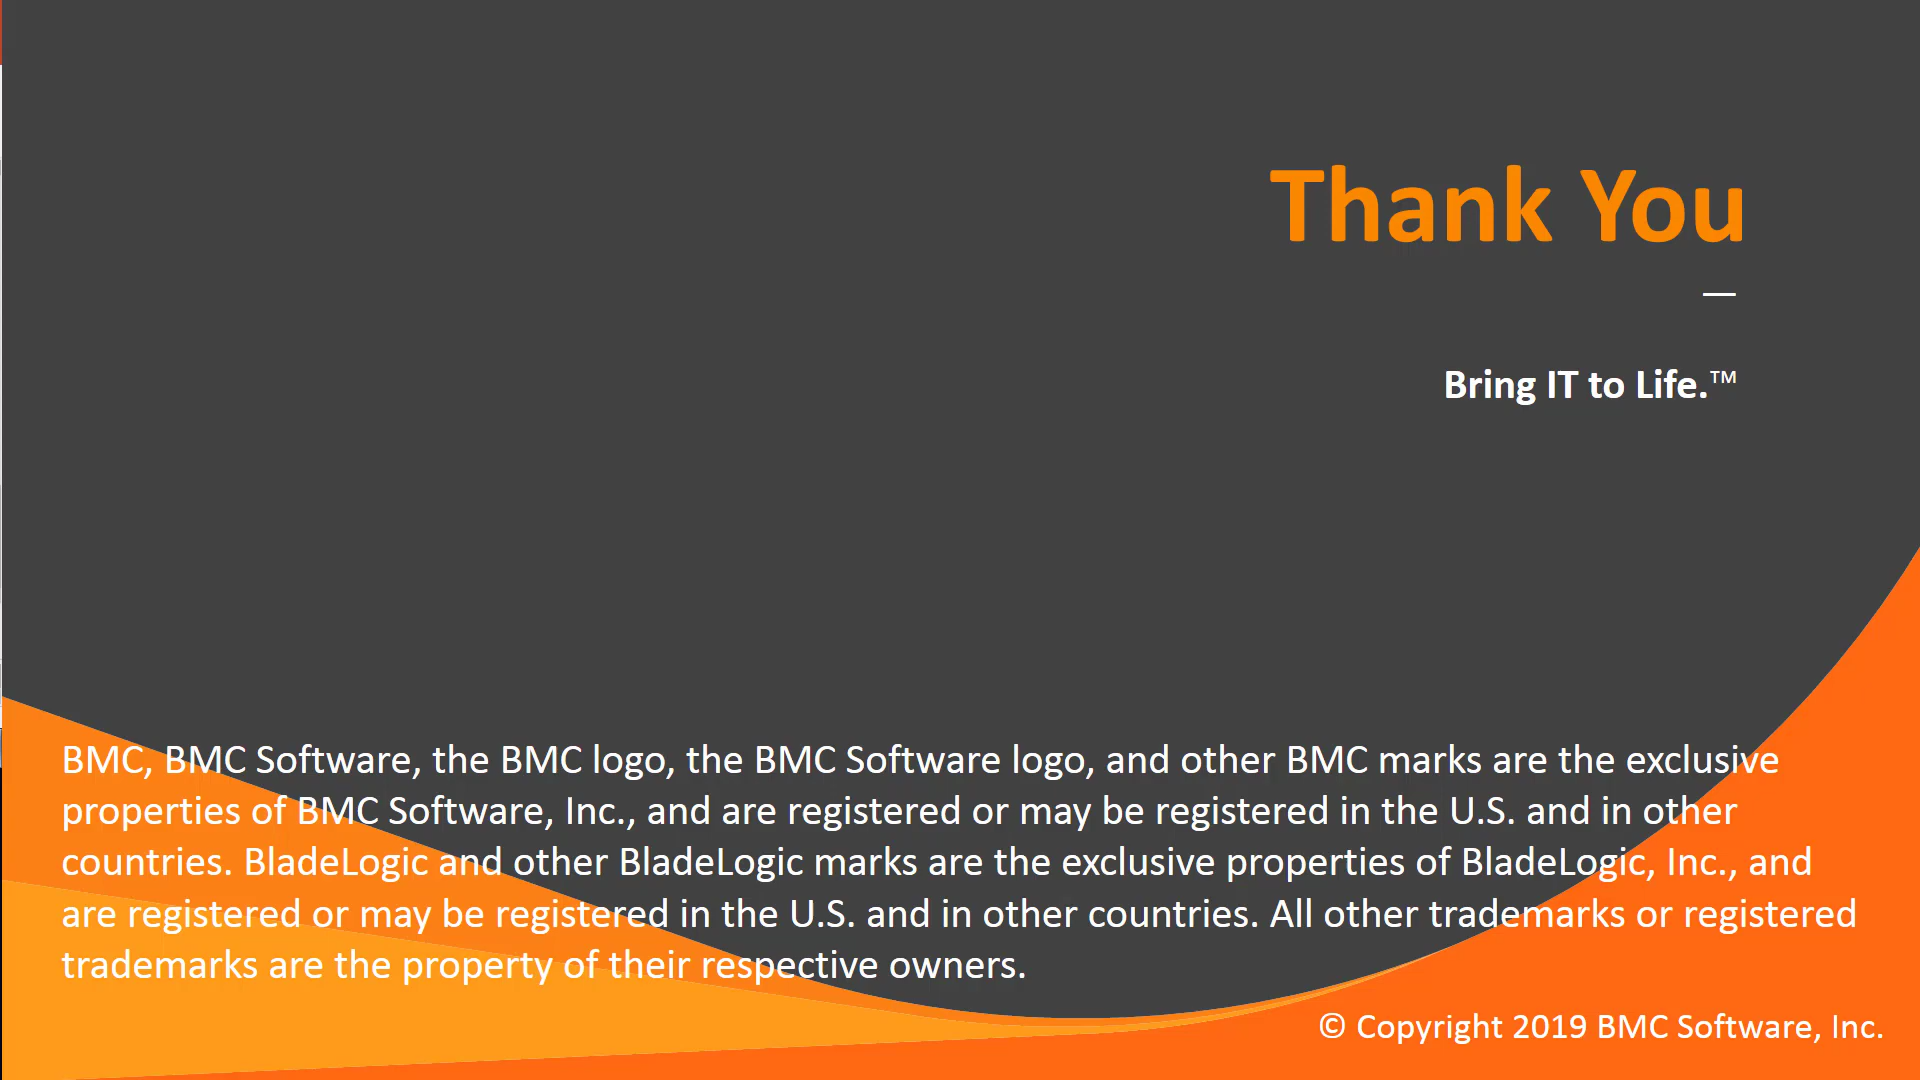 Thank You
—
Bring IT to Life.™
BMC, BMC Software, the BMC logo, the BMC Software logo, and other BMC marks are the exclusive
properties of BMC Software, Inc., and are registered or may be registered in the U.S. and in other
countries. BladeLogic and other BladeLogic marks are the exclusive properties of BladeLogic, Inc., and
are registered or may be registered in the U.S. and in other countries. All other trademarks or registered
trademarks are the property of their respective owners.
© Copyright 2019 BMC Software, Inc.